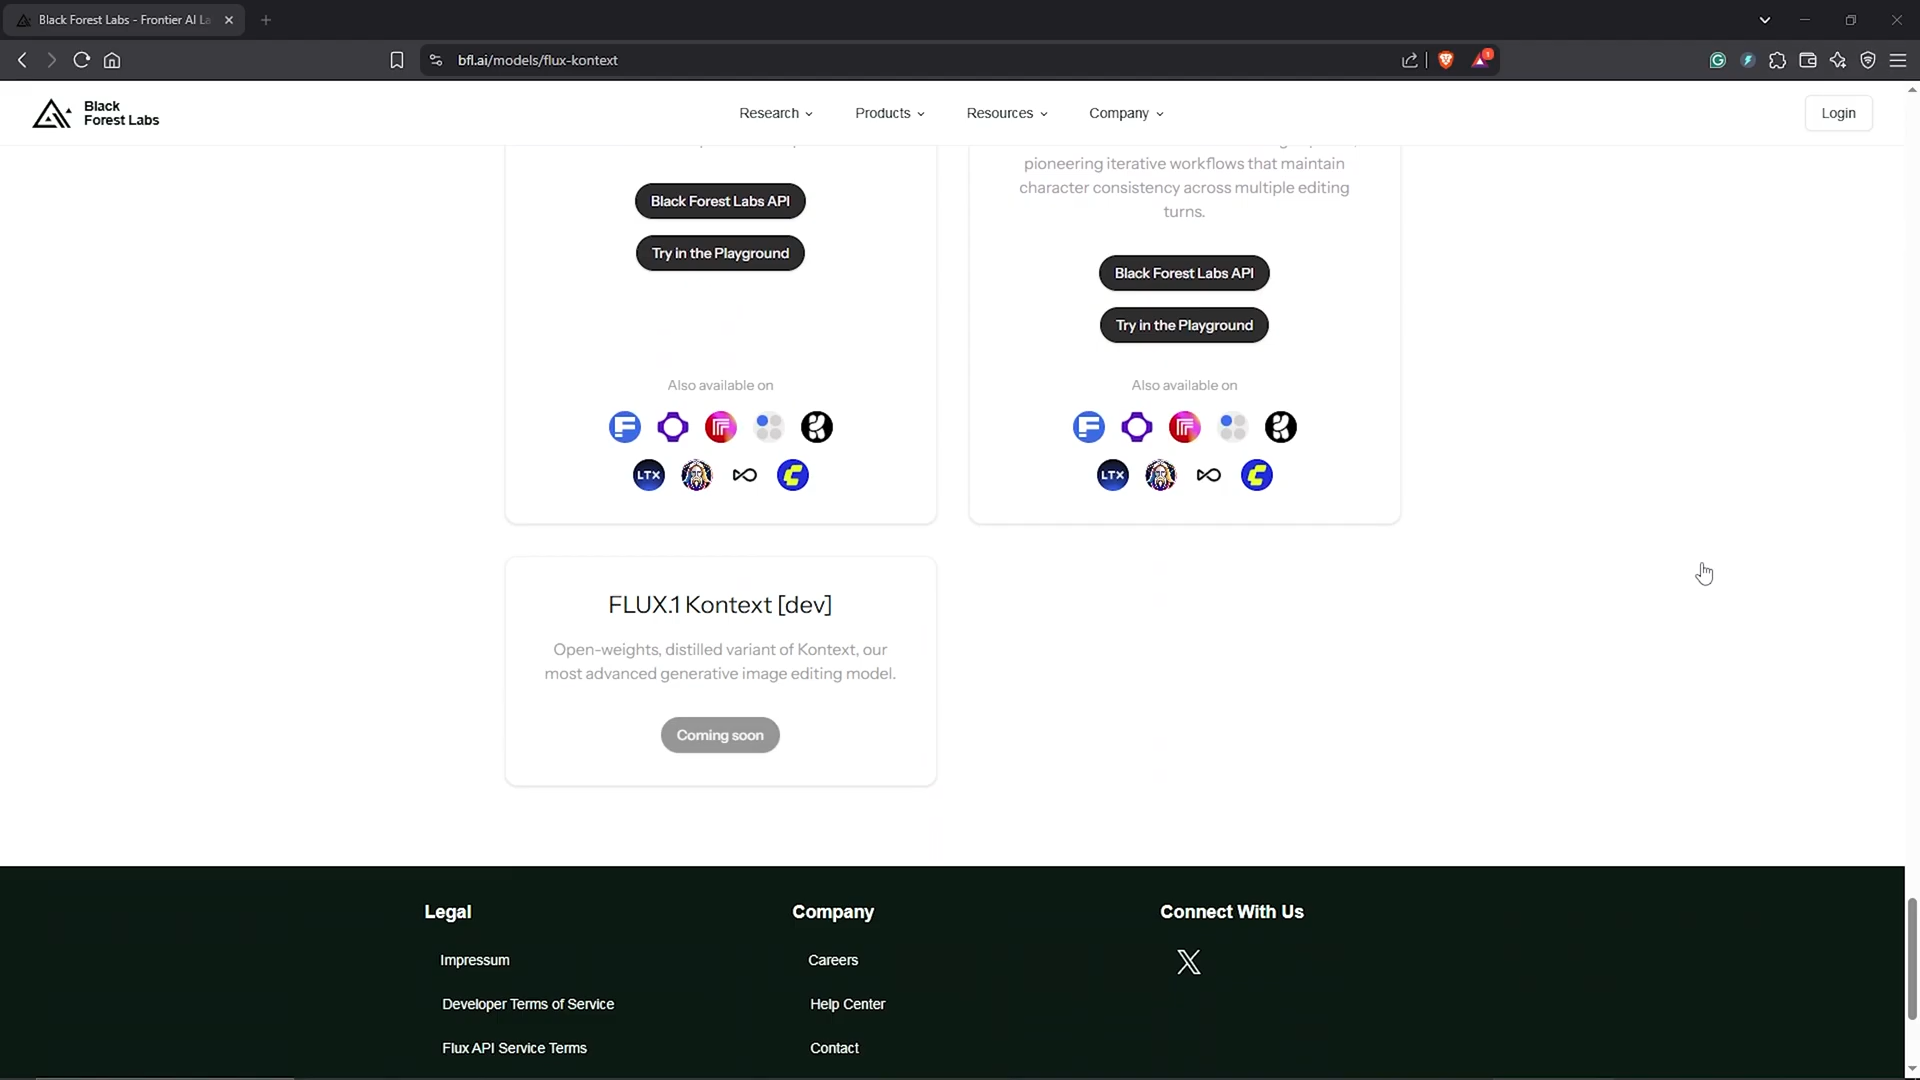 Black Forest Labs - Frontier AI La
bfl.ai/models/flux-kontext
1
Black
Forest Labs
Research
Products
Resources
Company
Login
Black Forest Labs API
Try in the Playground
Also available on
LTX
pioneering iterative workflows that maintain
character consistency across multiple editing
turns.
Black Forest Labs API
Try in the Playground
Also available on
LTX
FLUX.1 Kontext [dev]
Open-weights, distilled variant of Kontext, our
most advanced generative image editing model.
Coming soon
Legal
Impressum
Developer Terms of Service
Flux API Service Terms
Company
Careers
Help Center
Contact
Connect With Us